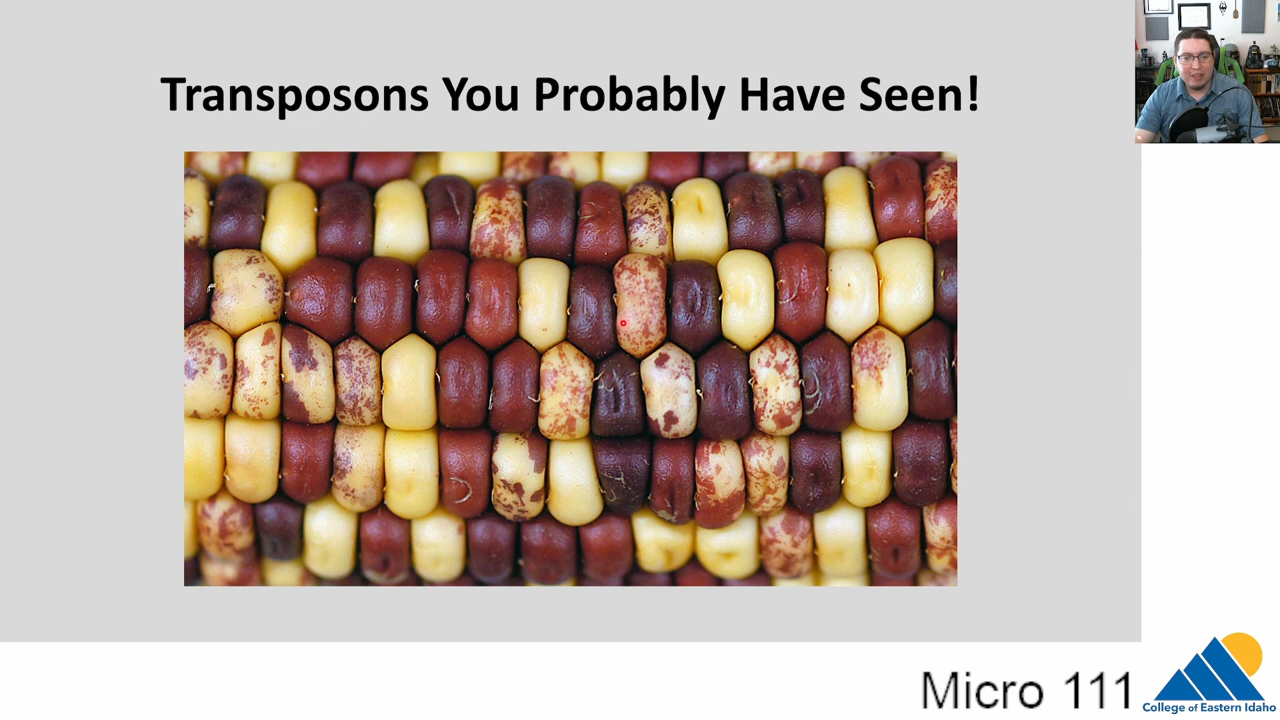 Transposons You Probably Have Seen!
Micro 111
College of Eastern Idaho